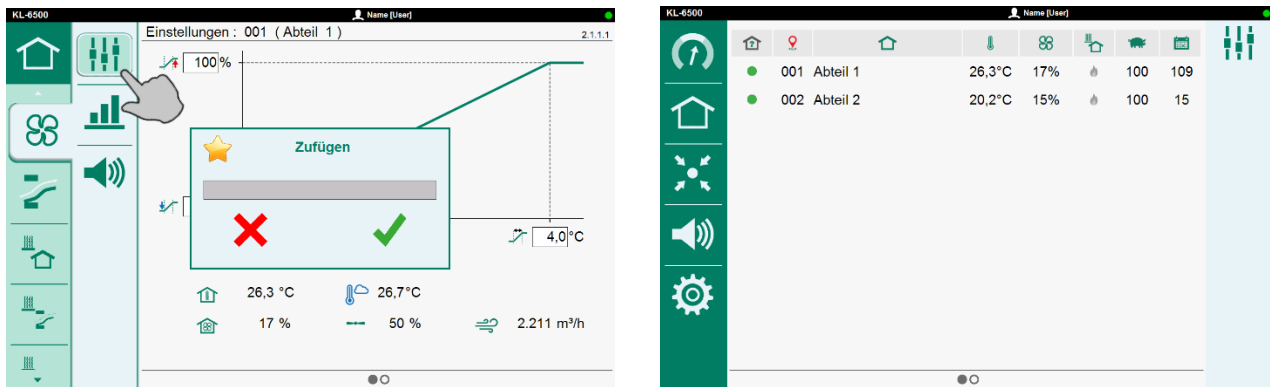 KL-6500
Name [User]
Einstellungen : 001 ( Abteil 1 )
2.1.1.1
100 %
Zufügen
4,0 °C
26,3 °C
26,7°C
17 %
50 %
2.211 m³/h
KL-6500
Name [User]
001 Abteil 1 26,3°C 17% 100 109
002 Abteil 2 20,2°C 15% 100 15